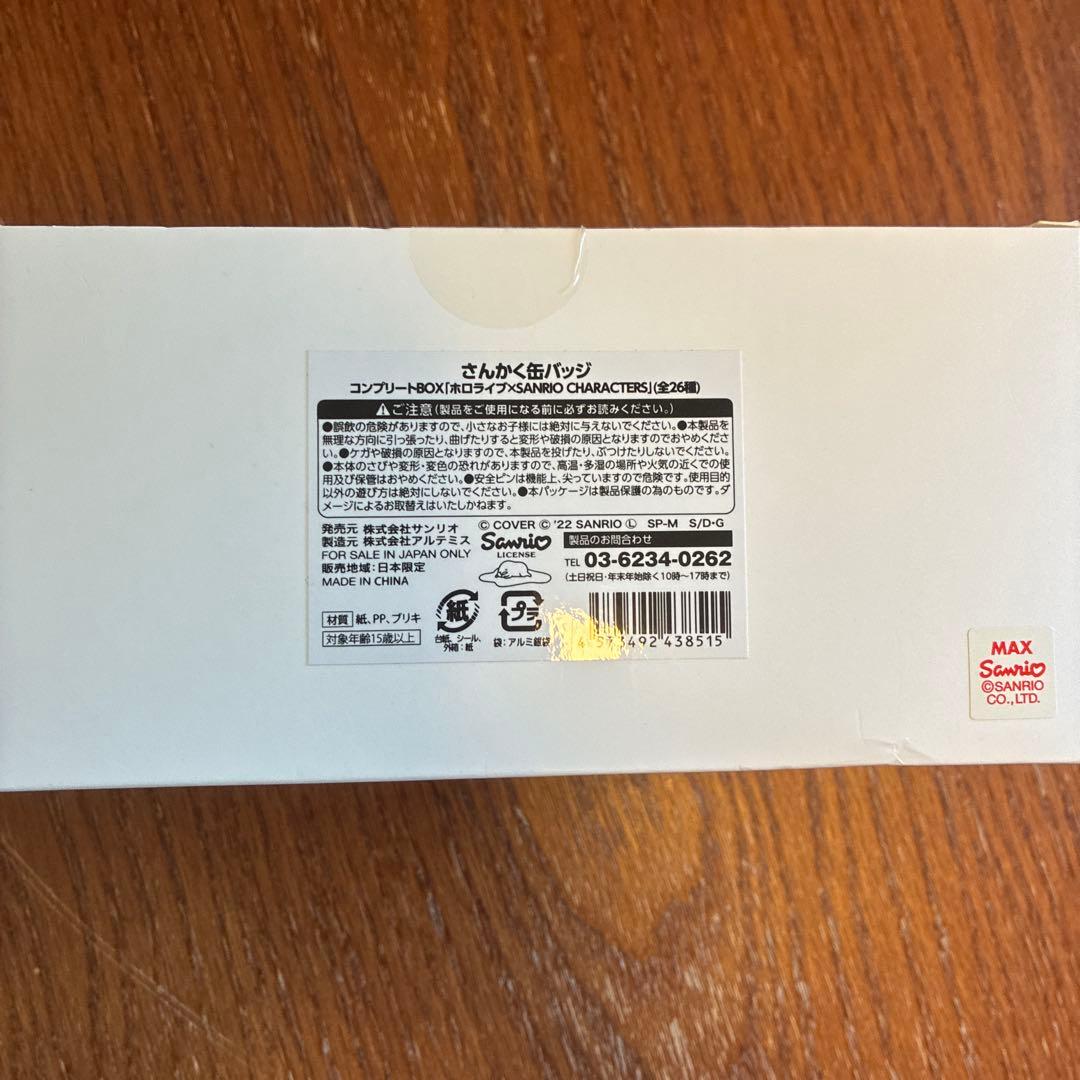 さんかく缶バッジ
コンプリートBOX「ホロライブ×SANRIO CHARACTERS」(全26種)
ご注意(製品をご使用になる前に必ずお読みください。)
●誤飲の危険がありますので、小さなお子様には絶対に与えないでください。●本製品を
無理な方向に引っ張ったり、曲げたりすると変形や破損の原因となりますのでおやめくださ
い。●ケガや破損の原因となりますので、本製品を投げたり、ぶつけたりしないでください。
●本体のさびや変形・変色の恐れがありますので、高温・多湿の場所や火気の近くでの使
用及び保管はおやめください。●安全ピンは機能上、尖っていますので危険です。使用目的
以外の遊び方は絶対にしないでください。●本パッケージは製品保護の為のものです。ダ
メージによるお取替えはいたしかねます。
発売元 株式会社サンリオ
製造元 株式会社アルテミス
FOR SALE IN JAPAN ONLY
販売地域:日本限定
MADE IN CHINA
© COVER © '22 SANRIO Ⓛ SP-M S/D・G
Sanrio
LICENSE
製品のお問合わせ
TEL 03-6234-0262
(土日祝日・年末年始除く10時〜17時まで)
材質 紙、PP、ブリキ
対象年齢15歳以上
紙
台紙、シール、
外箱:紙
プラ
袋:アルミ銀袋
492 438515
MAX
Sanrio
©SANRIO
CO.,LTD.